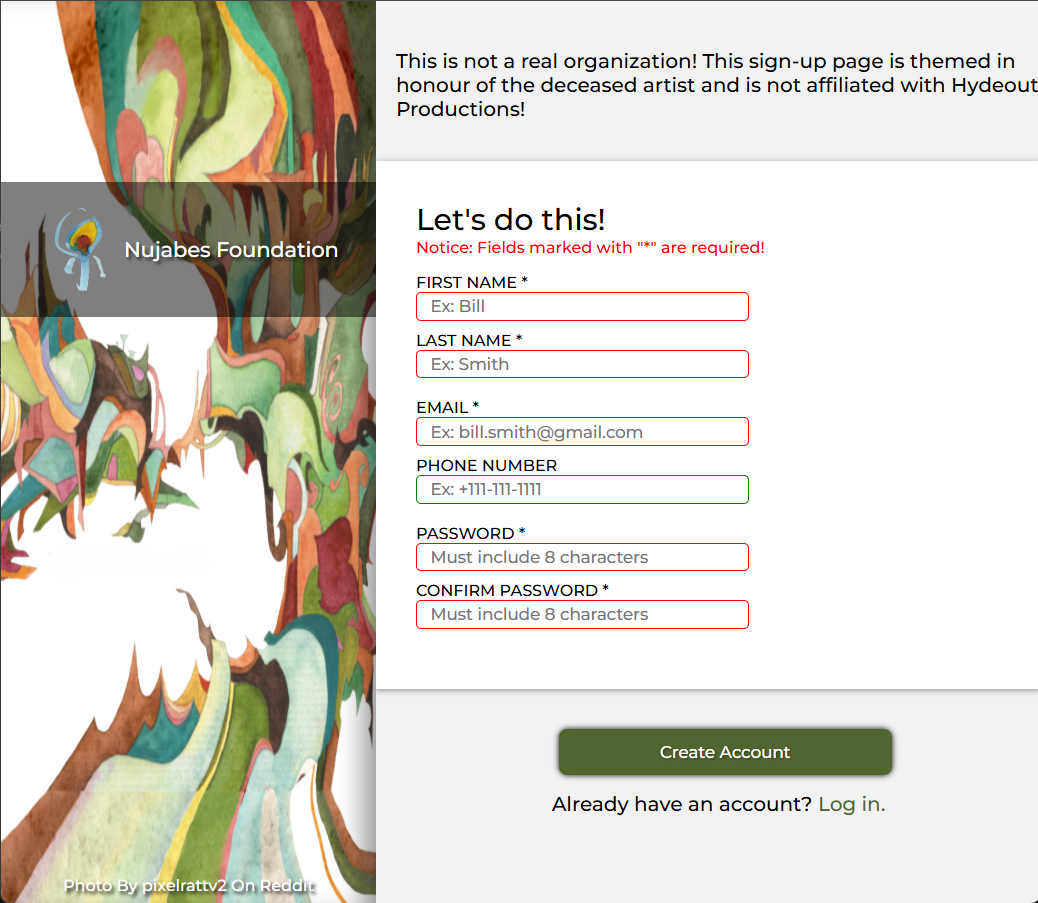 This is not a real organization! This sign-up page is themed in
honour of the deceased artist and is not affiliated with Hydeout
Productions!
Nujabes Foundation
Let's do this!
Notice: Fields marked with "*" are required!
FIRST NAME *
Ex: Bill
LAST NAME *
Ex: Smith
EMAIL *
Ex: bill.smith@gmail.com
PHONE NUMBER
Ex: +111-111-1111
PASSWORD *
Must include 8 characters
CONFIRM PASSWORD *
Must include 8 characters
Create Account
Already have an account? Log in.
Photo By pixelrattv2 On Reddit